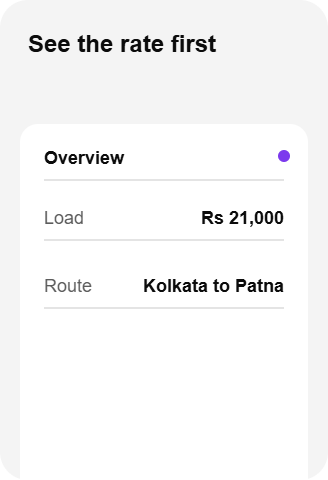 See the rate first
Overview
Load Rs 21,000
Route Kolkata to Patna